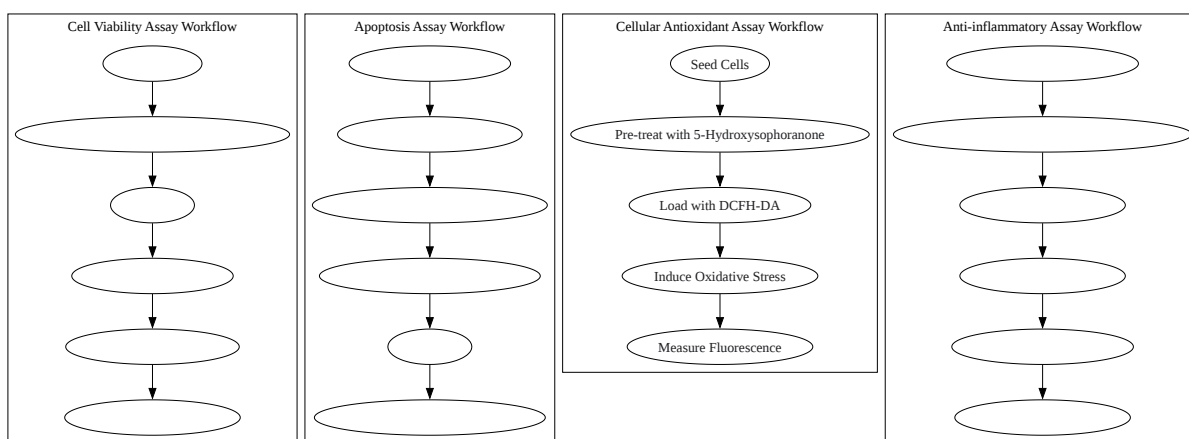 Cell Viability Assay Workflow
Apoptosis Assay Workflow
Cellular Antioxidant Assay Workflow
Anti-inflammatory Assay Workflow
Seed Cells
Pre-treat with 5-Hydroxysophoranone
Load with DCFH-DA
Induce Oxidative Stress
Measure Fluorescence